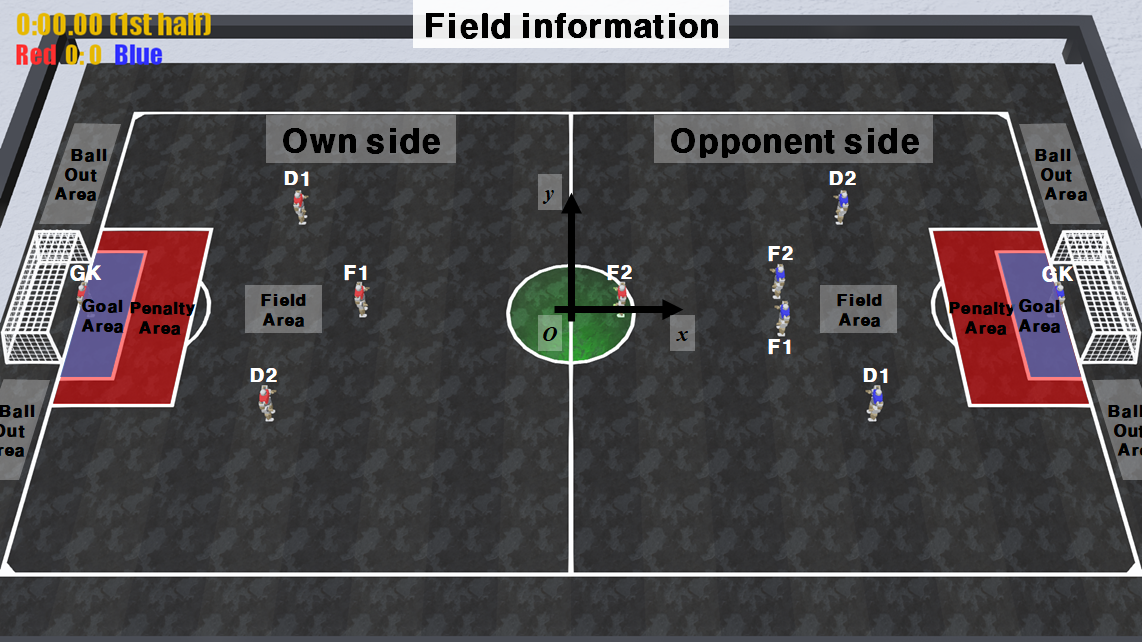 0:00.00 (1st half)
Field information
Red 0: 0 Blue
Own side
Opponent side
Ball
Out
Area
Ball
Out
Area
D1
D2
y
F2
GK
F1
F2
GK
Goal
Area
Penalty
Area
Field
Area
Field
Area
Penalty
Area
Goal
Area
O
x
F1
D2
D1
Ball
Out
rea
Ball
Out
Ar